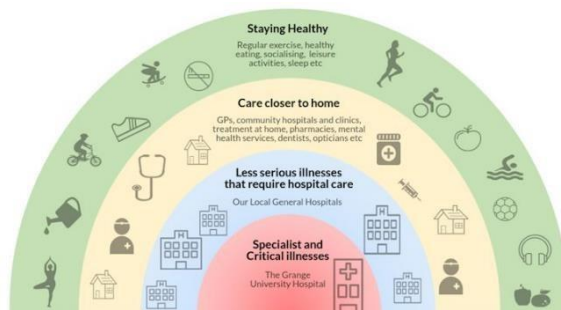 Staying Healthy
Regular exercise, healthy
eating, socialising, leisure
activities, sleep etc
Care closer to home
GPs, community hospitals and clinics,
treatment at home, pharmacies, mental
health services, dentists, opticians etc
Less serious illnesses
that require hospital care
Our Local General Hospitals
Specialist and
Critical illnesses
The Grange
University Hospital